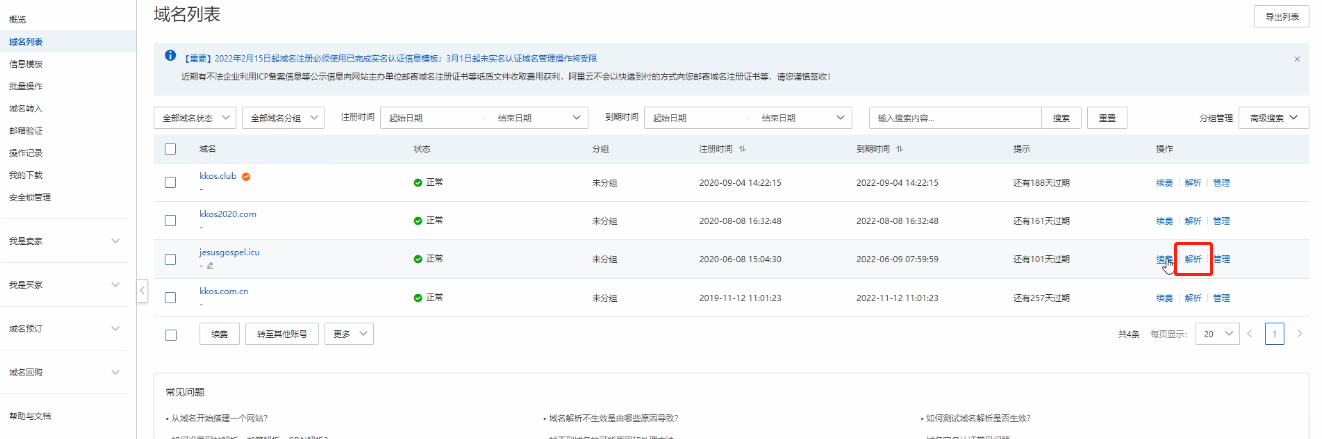 概览
域名列表
信息模板
批量操作
域名转入
邮箱验证
操作记录
我的下载
安全锁管理
我是卖家
我是买家
域名预订
域名回购
帮助与文档
域名列表
导出列表
【重要】2022年2月15日起域名注册必须使用已完成实名认证信息模板；3月1日起未实名认证域名管理操作将受限
近期有不法企业利用ICP备案信息等公示信息向网站主办单位邮寄域名注册证书等纸质文件收取费用获利，阿里云不会以快递到付的方式向您邮寄域名注册证书等，请您谨慎签收！
全部域名状态 全部域名分组 注册时间 起始日期 - 结束日期 到期时间 起始日期 - 结束日期 输入搜索内容... 搜索 重置 分组管理 高级搜索
域名 状态 分组 注册时间 到期时间 提示 操作
kkos.club 正常 未分组 2020-09-04 14:22:15 2022-09-04 14:22:15 还有188天过期 续费 解析 管理
-
kkos2020.com 正常 未分组 2020-08-08 16:32:48 2022-08-08 16:32:48 还有161天过期 续费 解析 管理
-
jesusgospel.icu 正常 未分组 2020-06-08 15:04:30 2022-06-09 07:59:59 还有101天过期 续费 解析 管理
-
kkos.com.cn 正常 未分组 2019-11-12 11:01:23 2022-11-12 11:01:23 还有257天过期 续费 解析 管理
-
续费 转至其他账号 更多 共4条 每页显示： 20 1
常见问题
• 从域名开始搭建一个网站? • 域名解析不生效是由哪些原因导致? • 如何测试域名解析是否生效?